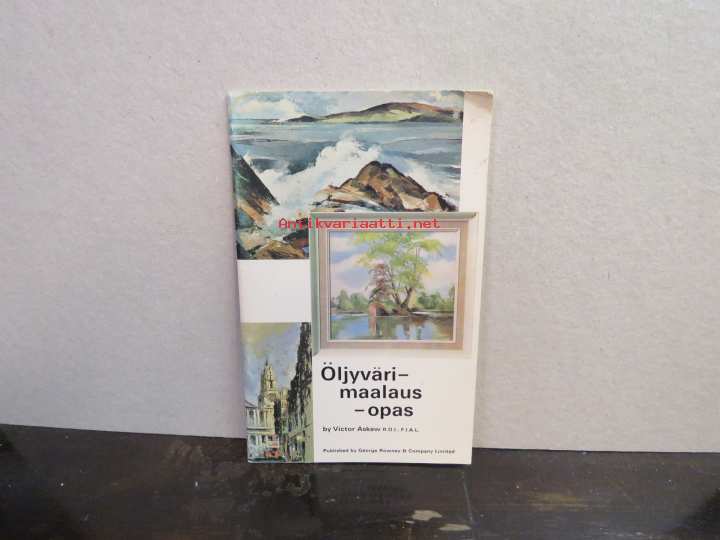 Antikvariaatti.net
Öljyväri–
maalaus
–opas
by Victor Askew R.O.I., F.I.A.L.
Published by George Rowney & Company Limited